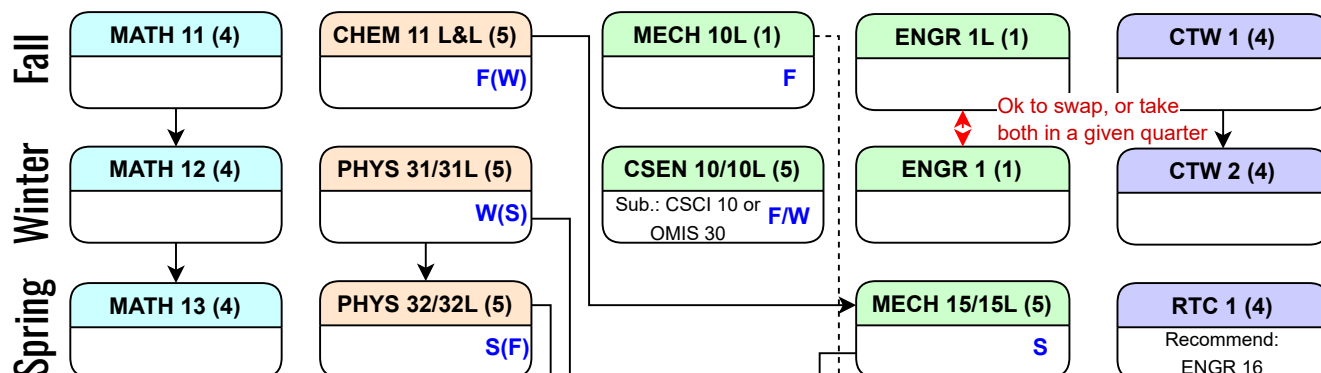 Fall
MATH 11 (4)
CHEM 11 L&L (5)
F(W)
MECH 10L (1)
F
ENGR 1L (1)
CTW 1 (4)
Ok to swap, or take
both in a given quarter
Winter
MATH 12 (4)
PHYS 31/31L (5)
W(S)
CSEN 10/10L (5)
Sub.: CSCI 10 or
OMIS 30
F/W
ENGR 1 (1)
CTW 2 (4)
Spring
MATH 13 (4)
PHYS 32/32L (5)
S(F)
MECH 15/15L (5)
S
RTC 1 (4)
Recommend:
ENGR 16